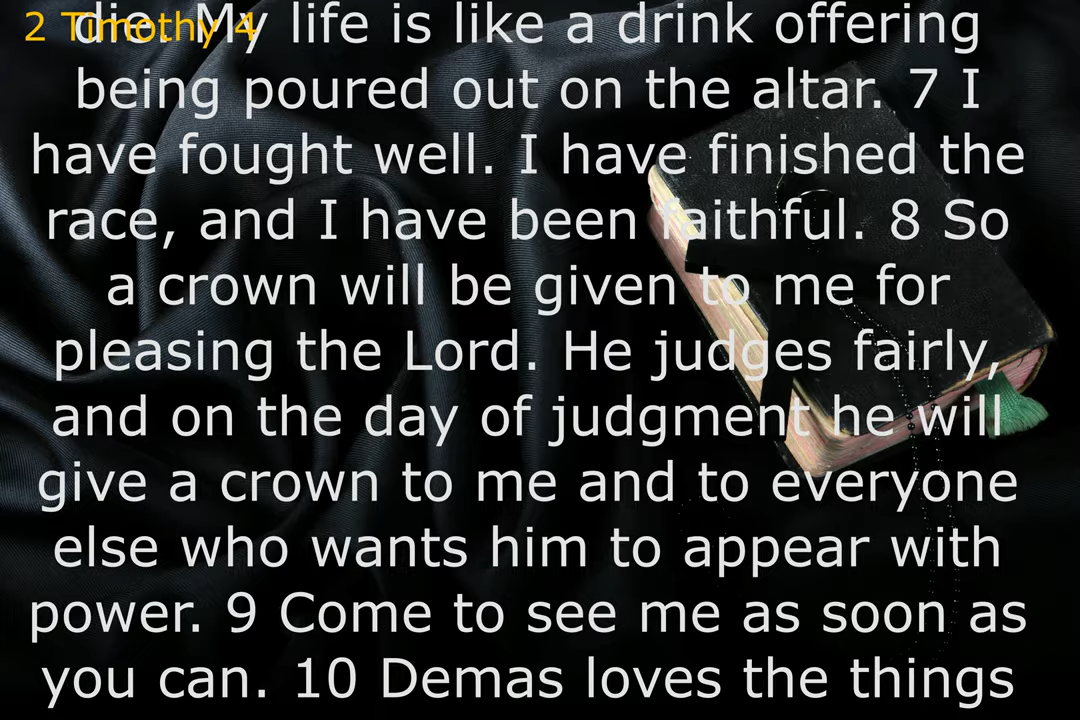 2 Timothy 4
die. My life is like a drink offering
being poured out on the altar. 7 I
have fought well. I have finished the
race, and I have been faithful. 8 So
a crown will be given to me for
pleasing the Lord. He judges fairly,
and on the day of judgment he will
give a crown to me and to everyone
else who wants him to appear with
power. 9 Come to see me as soon as
you can. 10 Demas loves the things